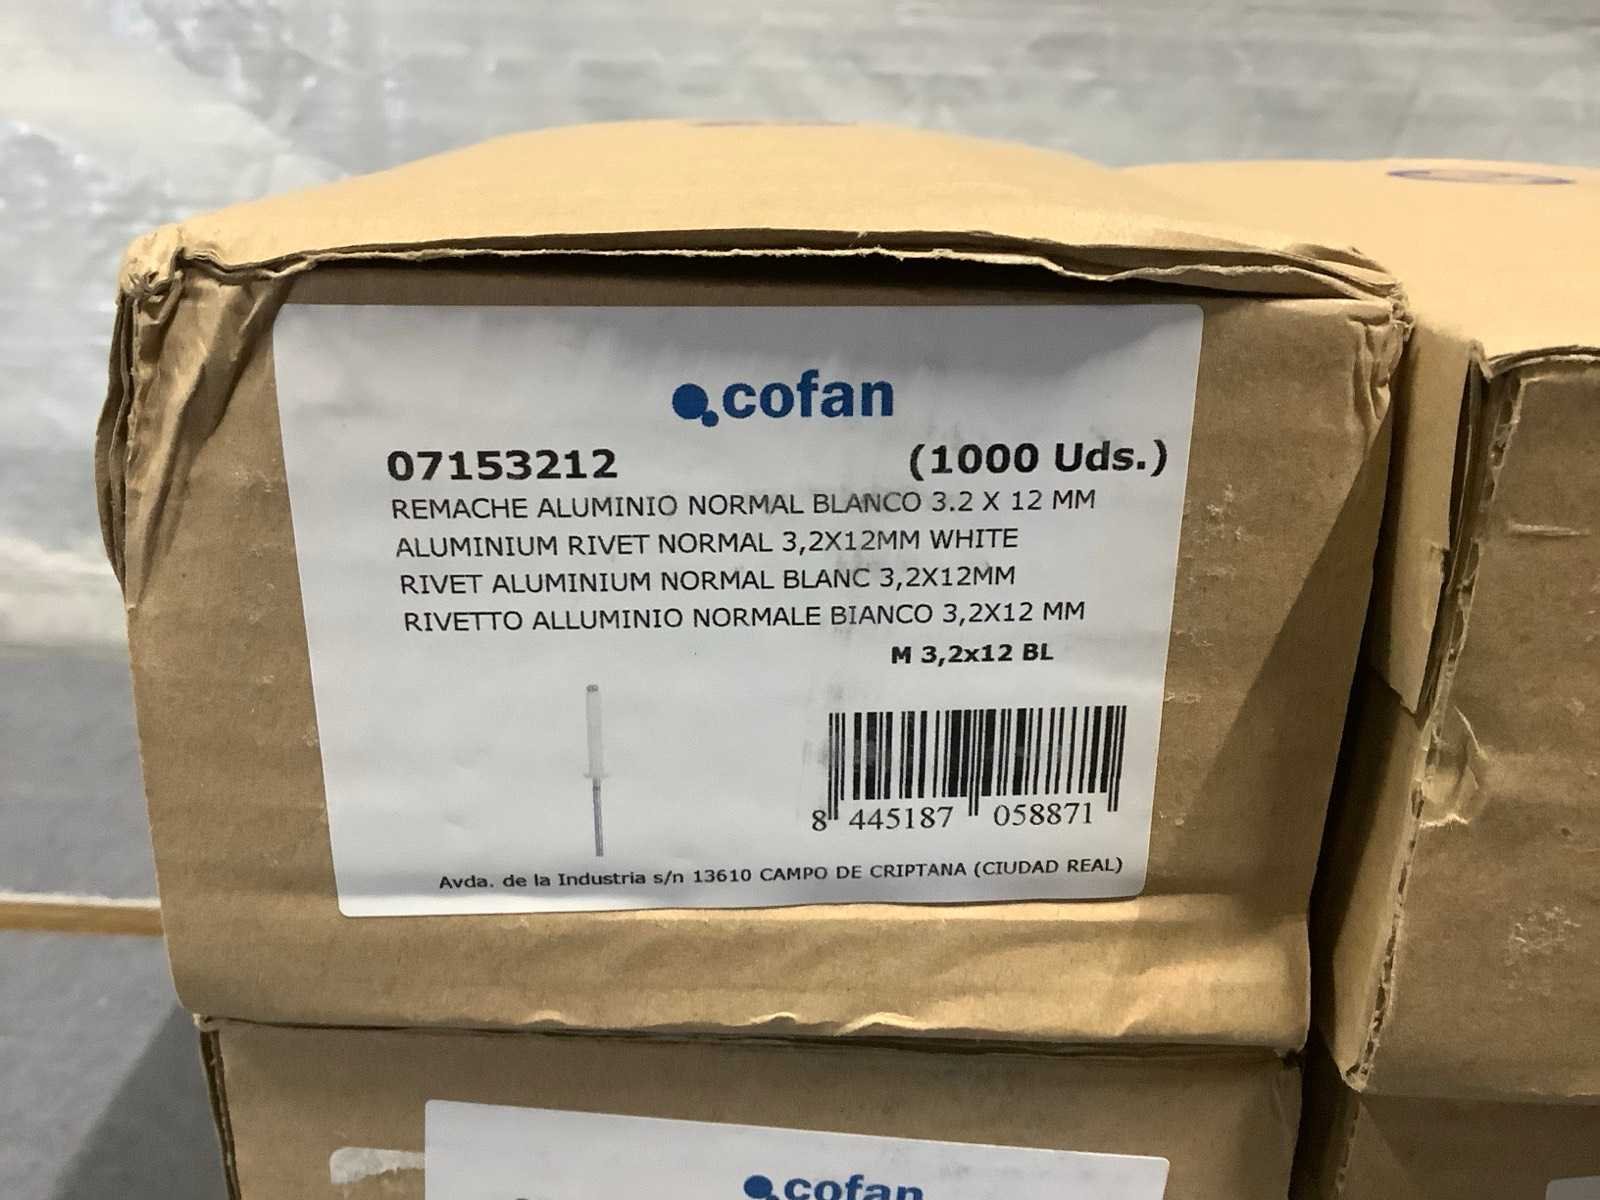 cofan
07153212 (1000 Uds.)
REMACHE ALUMINIO NORMAL BLANCO 3.2 X 12 MM
ALUMINIUM RIVET NORMAL 3,2X12MM WHITE
RIVET ALUMINIUM NORMAL BLANC 3,2X12MM
RIVETTO ALLUMINIO NORMALE BIANCO 3,2X12 MM
M 3,2x12 BL
8 445187 058871
Avda. de la Industria s/n 13610 CAMPO DE CRIPTANA (CIUDAD REAL)
cofan